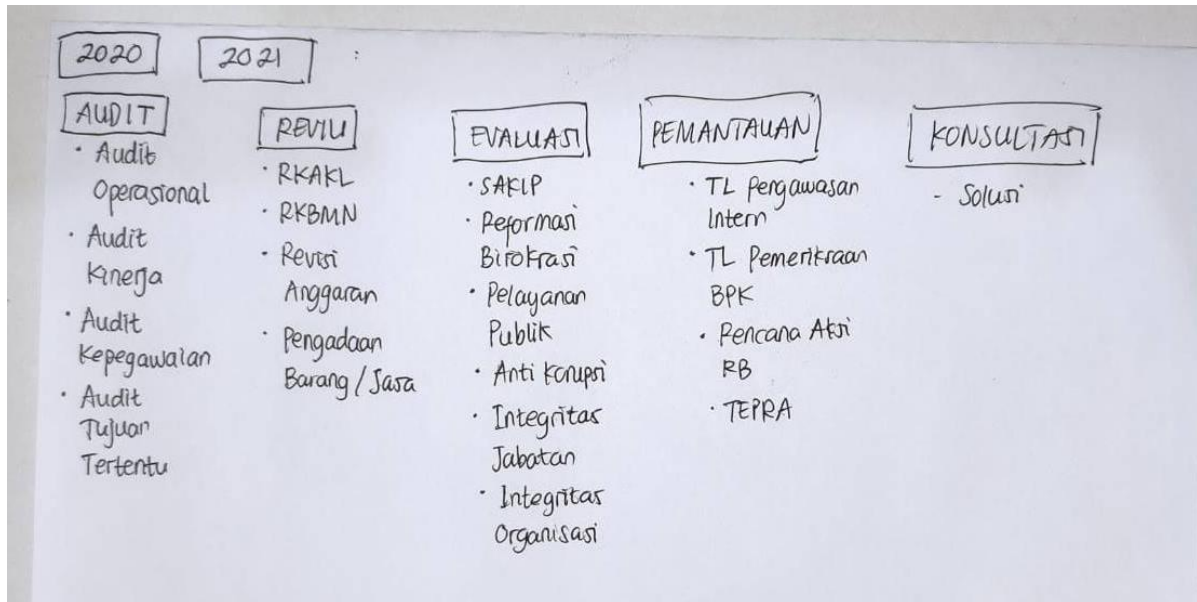 2020 2021 :
AUDIT
• Audit
Operasional
• Audit
Kinerja
• Audit
Kepegawaian
• Audit
Tujuan
Tertentu
REVIU
• RKAKL
• RKBMN
• Revisi
Anggaran
• Pengadaan
Barang / Jasa
EVALUASI
• SAKIP
• Reformasi
Birokrasi
• Pelayanan
Publik
• Anti Korupsi
• Integritas
Jabatan
• Integritas
Organisasi
PEMANTAUAN
• TL Pengawasan
Intern
• TL Pemeriksaan
BPK
• Rencana Aksi
RB
• TEPRA
KONSULTASI
- Solusi